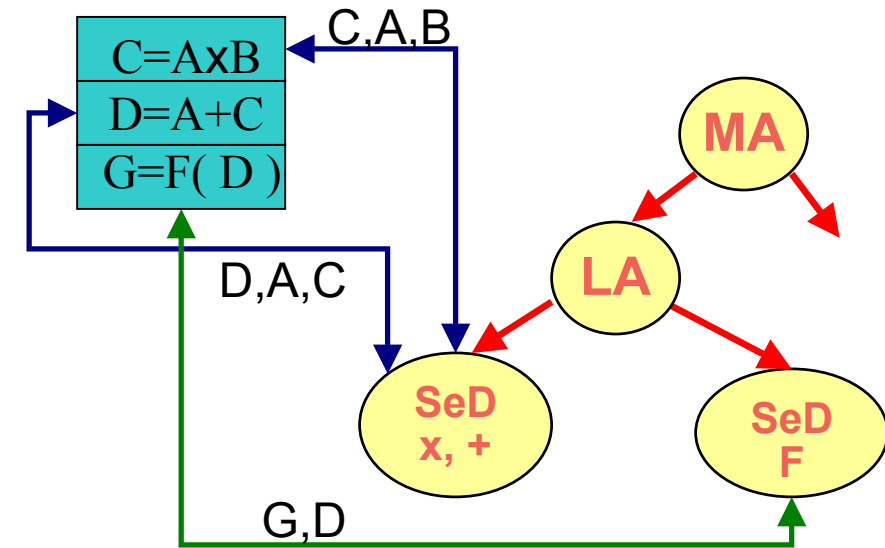 C,A,B
C=AxB
D=A+C
G=F( D )
MA
LA
D,A,C
SeD
x, +
SeD
F
G,D